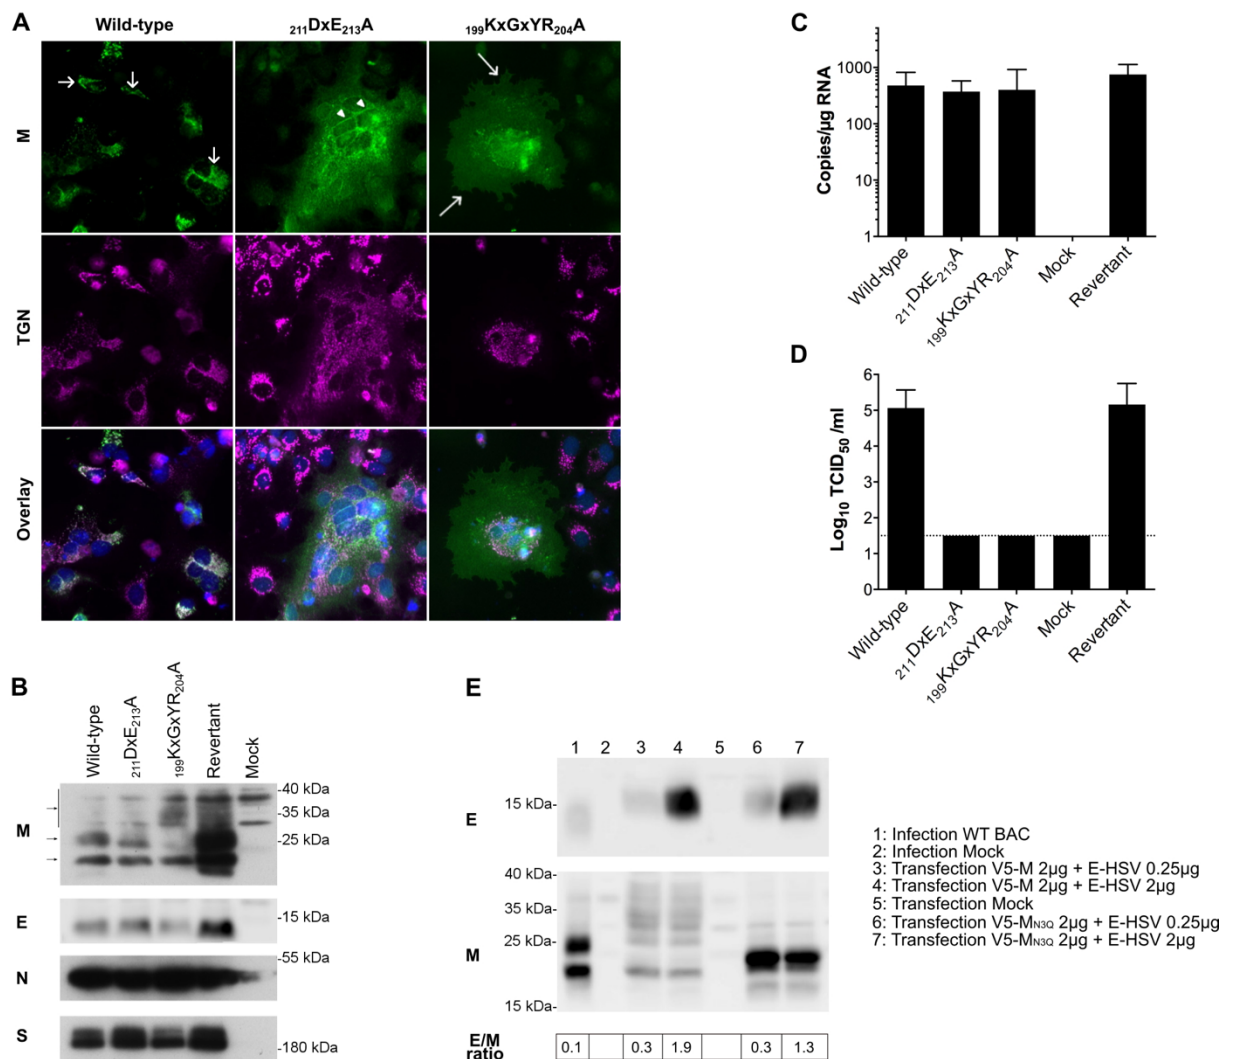 A
Wild-type
₂₁₁DxE₂₁₃A
₁₉₉KxGxYR₂₀₄A
M
TGN
Overlay
B
Wild-type
₂₁₁DxE₂₁₃A
₁₉₉KxGxYR₂₀₄A
Revertant
Mock
M
-40 kDa
-35 kDa
-25 kDa
E
-15 kDa
-55 kDa
N
S
-180 kDa
C
Copies/µg RNA
1000
100
10
1
Wild-type
₂₁₁DxE₂₁₃A
₁₉₉KxGxYR₂₀₄A
Mock
Revertant
D
Log₁₀ TCID₅₀ /ml
6
5
4
3
2
1
0
Wild-type
₂₁₁DxE₂₁₃A
₁₉₉KxGxYR₂₀₄A
Mock
Revertant
E
1 2 3 4 5 6 7
15 kDa-
E
40 kDa-
35 kDa-
25 kDa-
M
15 kDa-
E/M ratio
0.1 0.3 1.9 0.3 1.3
1: Infection WT BAC
2: Infection Mock
3: Transfection V5-M 2µg + E-HSV 0.25µg
4: Transfection V5-M 2µg + E-HSV 2µg
5: Transfection Mock
6: Transfection V5-MN3Q 2µg + E-HSV 0.25µg
7: Transfection V5-MN3Q 2µg + E-HSV 2µg